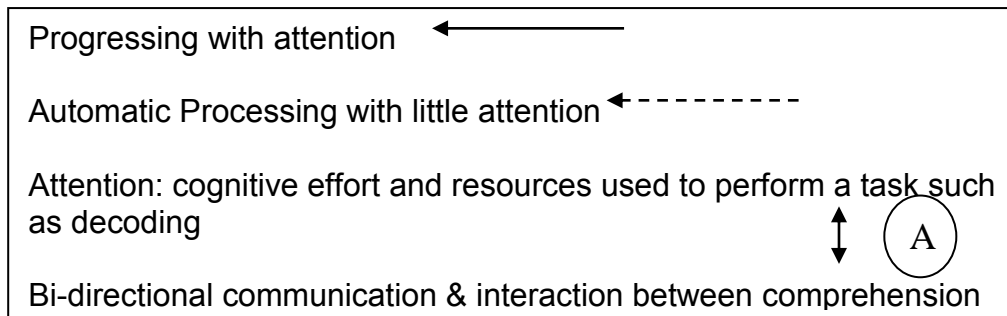 Progressing with attention
Automatic Processing with little attention
Attention: cognitive effort and resources used to perform a task such
as decoding
A
Bi-directional communication & interaction between comprehension